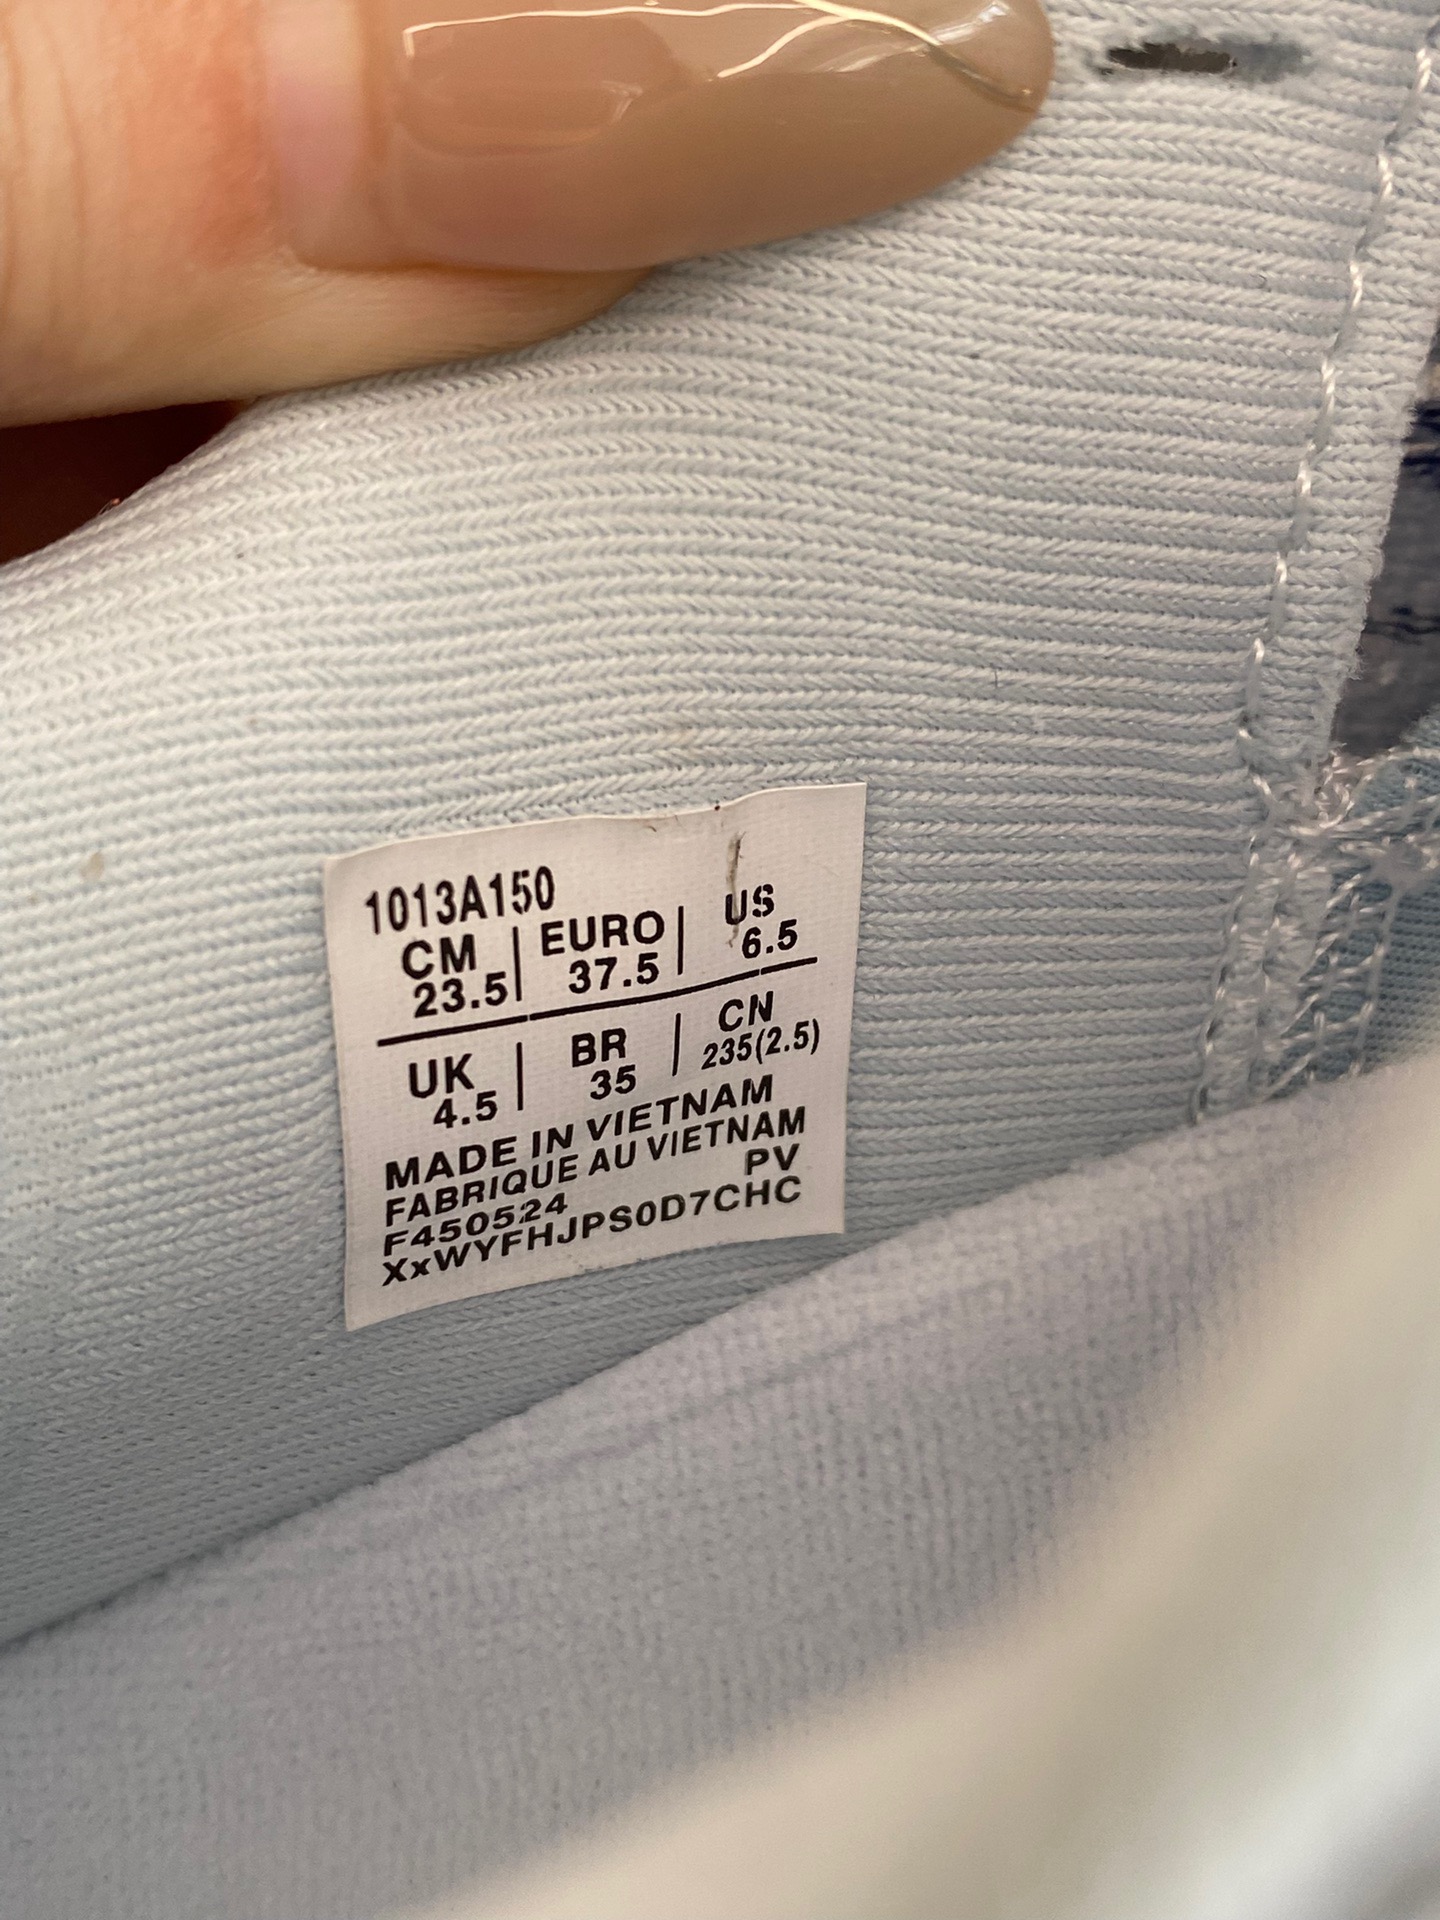 1013A150
CM | EURO | US
23.5 | 37.5 | 6.5
UK | BR | CN
4.5 | 35 | 235(2.5)
MADE IN VIETNAM
FABRIQUE AU VIETNAM
F450524 PV
XxWYFHJPS0D7CHC